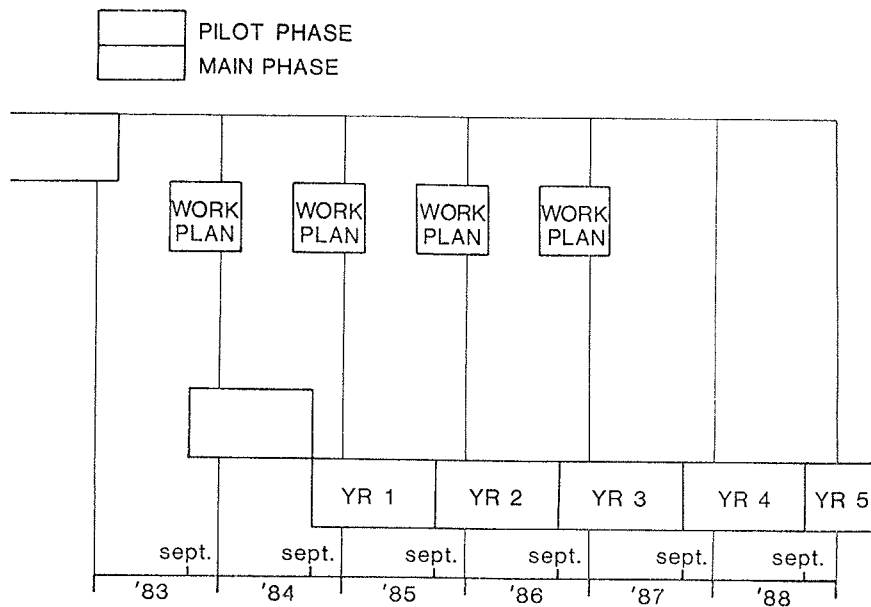 PILOT PHASE
MAIN PHASE
WORK PLAN
WORK PLAN
WORK PLAN
WORK PLAN
YR 1
YR 2
YR 3
YR 4
YR 5
sept.
sept.
sept.
sept.
sept.
sept.
'83
'84
'85
'86
'87
'88